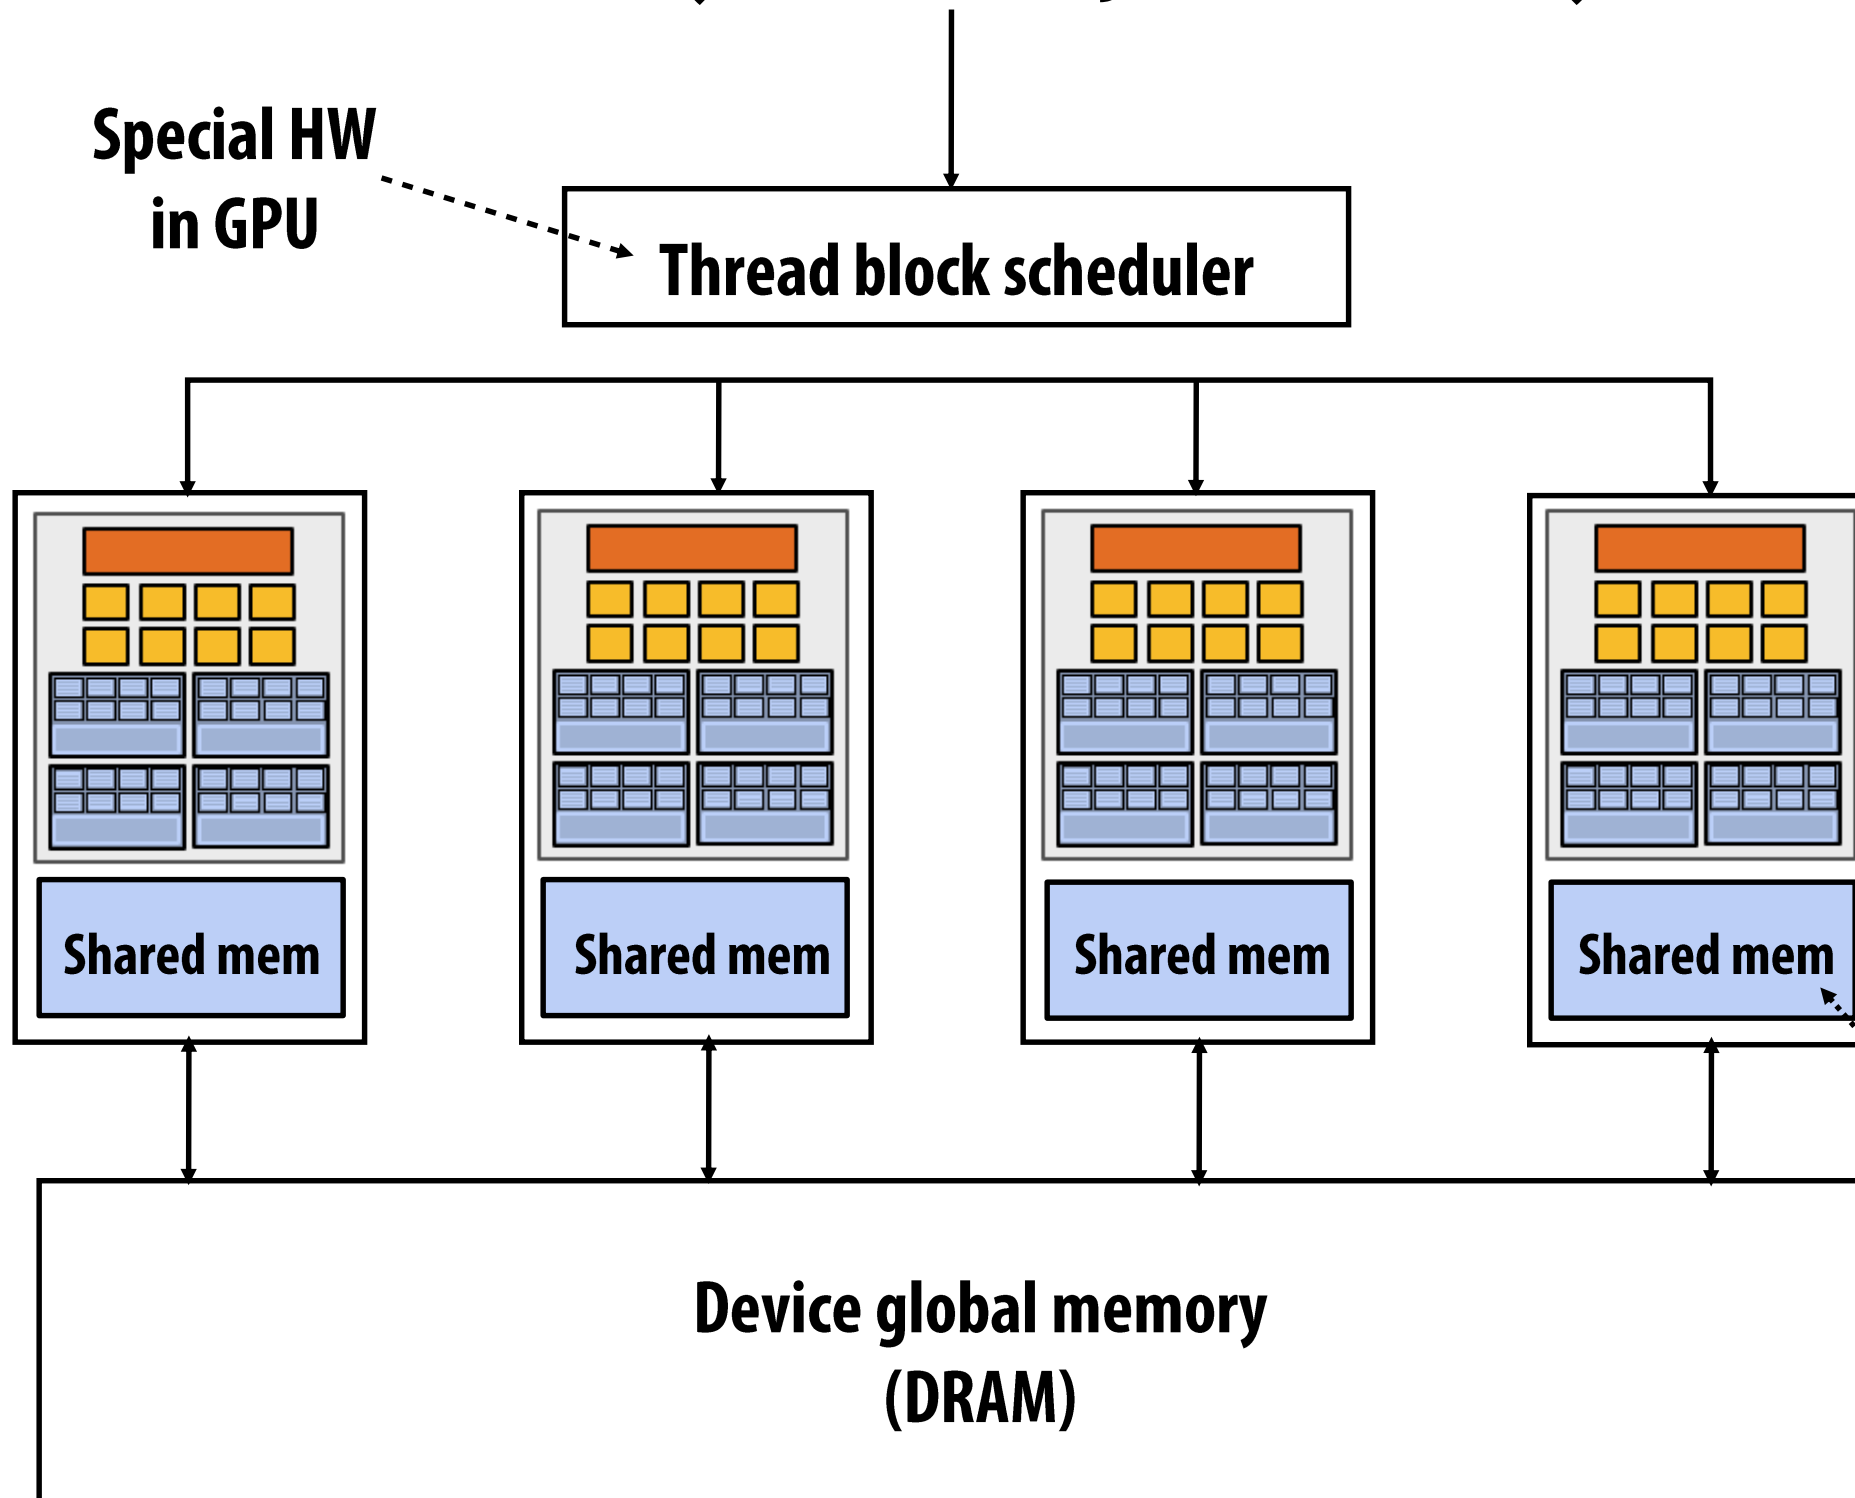 Special HW
in GPU
Thread block scheduler
Shared mem
Shared mem
Shared mem
Shared mem
Device global memory
(DRAM)